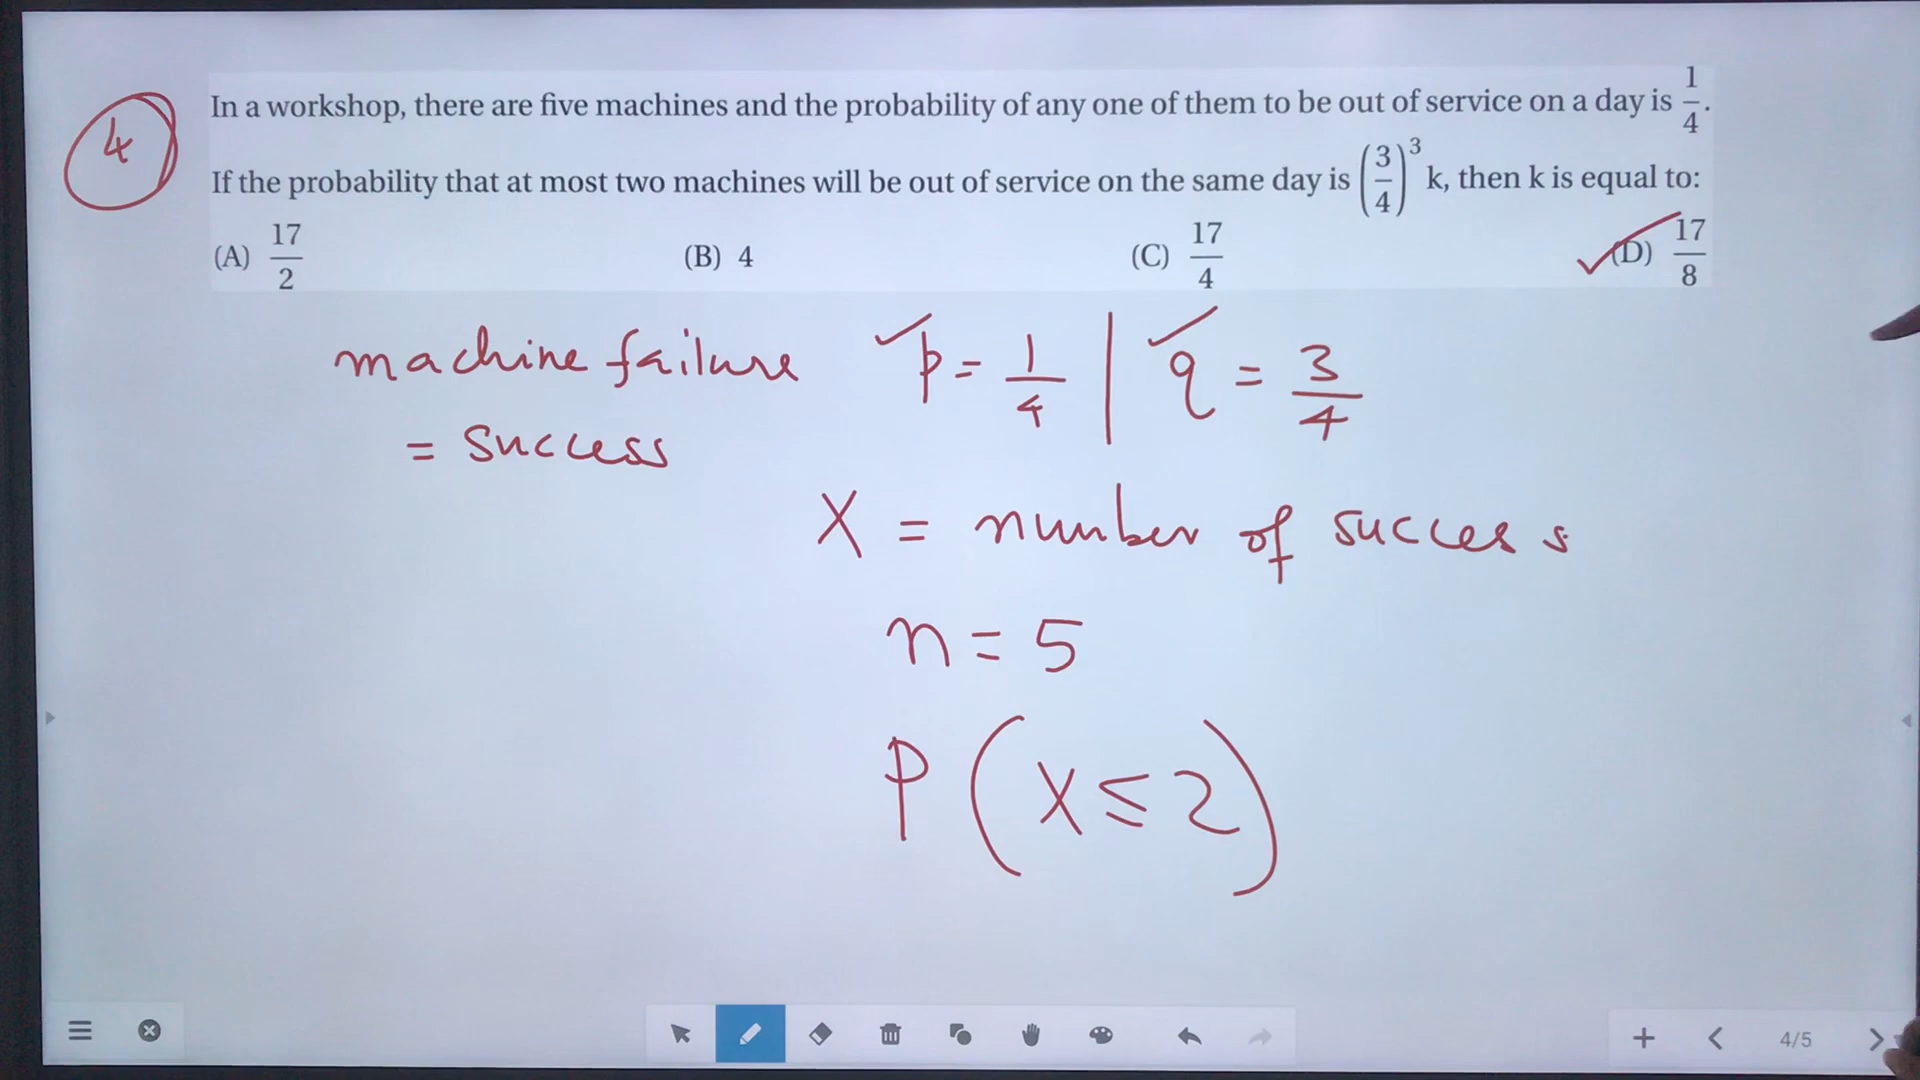 4
In a workshop, there are five machines and the probability of any one of them to be out of service on a day is 1/4.
If the probability that at most two machines will be out of service on the same day is (3/4)^3 k, then k is equal to:
(A) 17/2 (B) 4 (C) 17/4 (D) 17/8
machine failure p = 1/4 | q = 3/4
= success
X = number of success
n = 5
P(X ≤ 2)
4/5